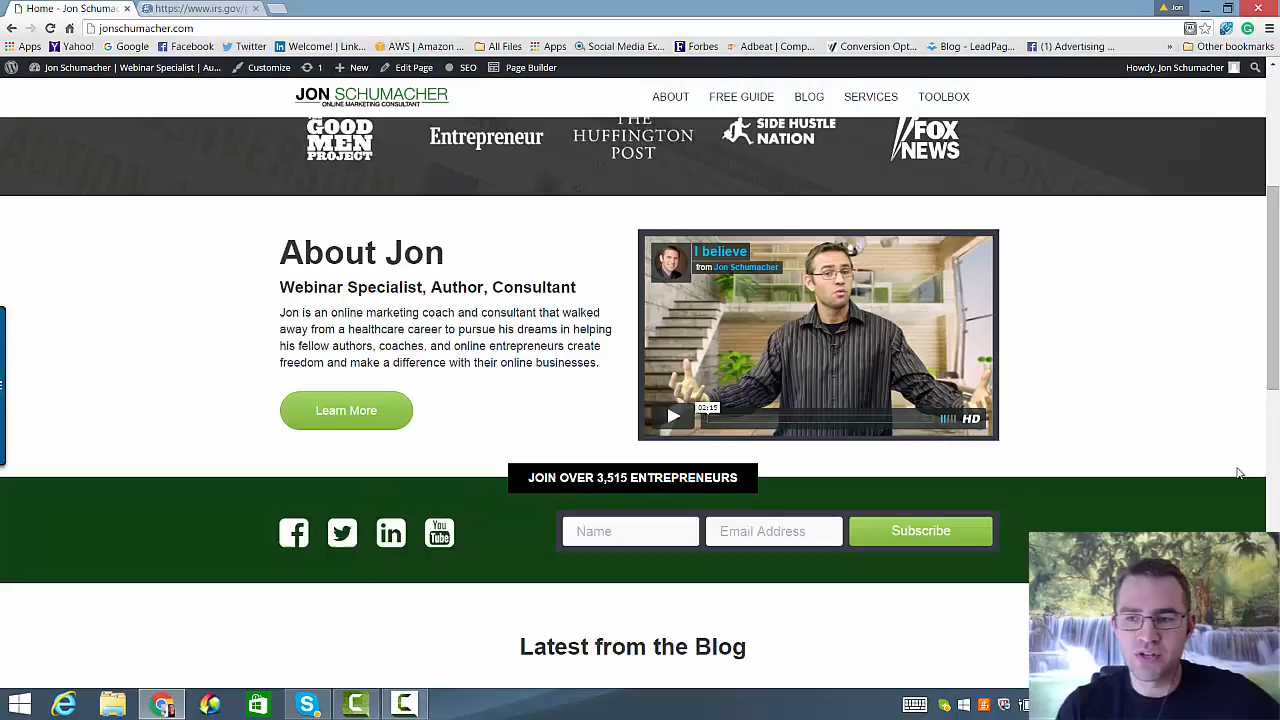 Home - Jon Schumac
https://www.irs.gov/p
Jon
jonschumacher.com
Apps
Yahoo!
Google
Facebook
Twitter
Welcome! | Link...
AWS | Amazon ...
All Files
Apps
Social Media Ex...
Forbes
Adbeat | Comp...
Conversion Opt...
Blog - LeadPag...
(1) Advertising ...
»
Other bookmarks
Jon Schumacher | Webinar Specialist | Au...
Customize
1
New
Edit Page
SEO
Page Builder
Howdy, Jon Schumacher
JON SCHUMACHER
ONLINE MARKETING CONSULTANT
ABOUT
FREE GUIDE
BLOG
SERVICES
TOOLBOX
GOOD
MEN
PROJECT
Entrepreneur
THE
HUFFINGTON
POST
SIDE HUSTLE
NATION
FOX
NEWS
About Jon
Webinar Specialist, Author, Consultant
Jon is an online marketing coach and consultant that walked
away from a healthcare career to pursue his dreams in helping
his fellow authors, coaches, and online entrepreneurs create
freedom and make a difference with their online businesses.
Learn More
I believe
from Jon Schumacher
02:15
HD
JOIN OVER 3,515 ENTREPRENEURS
You
Tube
Name
Email Address
Subscribe
Latest from the Blog